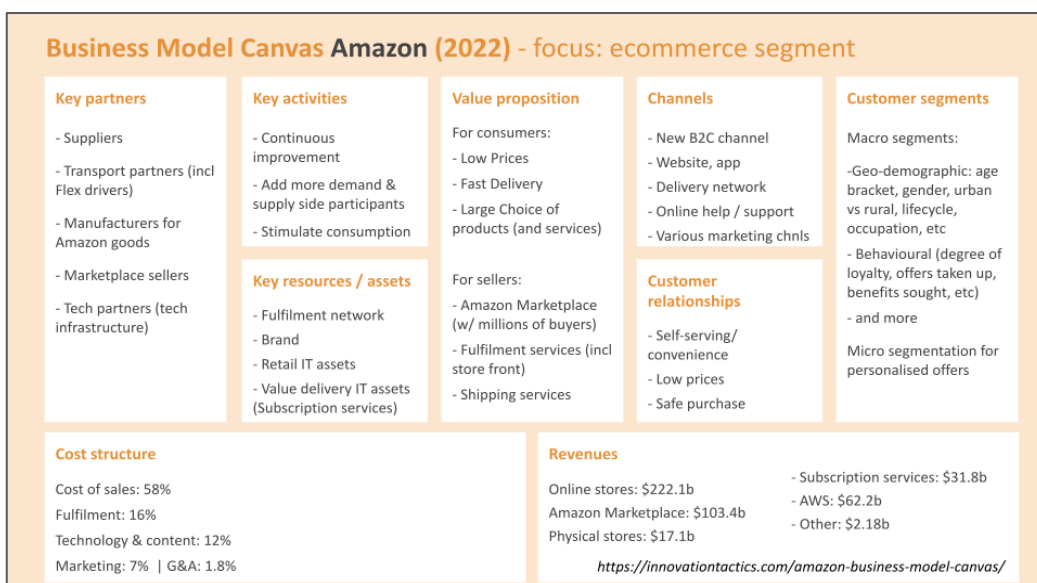 Business Model Canvas Amazon (2022) - focus: ecommerce segment
Key partners
- Suppliers
- Transport partners (incl
Flex drivers)
- Manufacturers for
Amazon goods
- Marketplace sellers
- Tech partners (tech
infrastructure)
Key activities
- Continuous
improvement
- Add more demand &
supply side participants
- Stimulate consumption
Key resources / assets
- Fulfilment network
- Brand
- Retail IT assets
- Value delivery IT assets
(Subscription services)
Value proposition
For consumers:
- Low Prices
- Fast Delivery
- Large Choice of
products (and services)
For sellers:
- Amazon Marketplace
(w/ millions of buyers)
- Fulfilment services (incl
store front)
- Shipping services
Channels
- New B2C channel
- Website, app
- Delivery network
- Online help / support
- Various marketing chnls
Customer
relationships
- Self-serving/
convenience
- Low prices
- Safe purchase
Customer segments
Macro segments:
-Geo-demographic: age
bracket, gender, urban
vs rural, lifecycle,
occupation, etc
- Behavioural (degree of
loyalty, offers taken up,
benefits sought, etc)
- and more
Micro segmentation for
personalised offers
Cost structure
Cost of sales: 58%
Fulfilment: 16%
Technology & content: 12%
Marketing: 7% | G&A: 1.8%
Revenues
Online stores: $222.1b
Amazon Marketplace: $103.4b
Physical stores: $17.1b
- Subscription services: $31.8b
- AWS: $62.2b
- Other: $2.18b
https://innovationtactics.com/amazon-business-model-canvas/